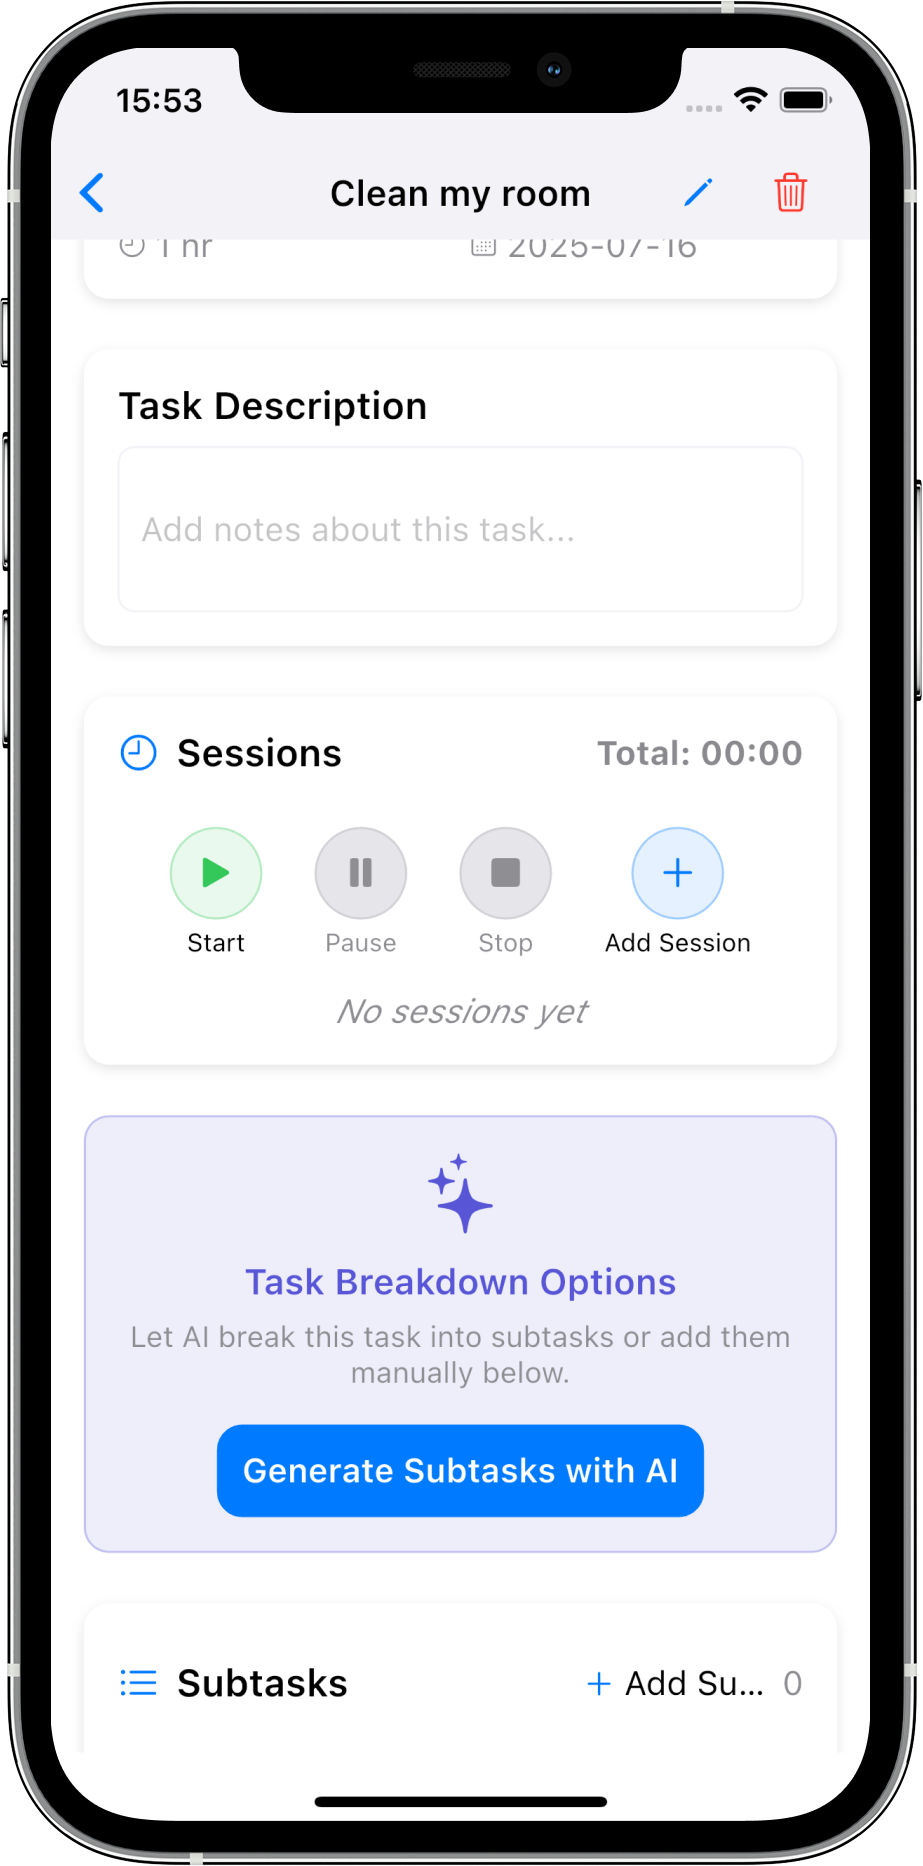 15:53
Clean my room
1 hr 2025-07-16
Task Description
Add notes about this task...
Sessions Total: 00:00
Start Pause Stop Add Session
No sessions yet
Task Breakdown Options
Let AI break this task into subtasks or add them
manually below.
Generate Subtasks with AI
Subtasks + Add Su... 0